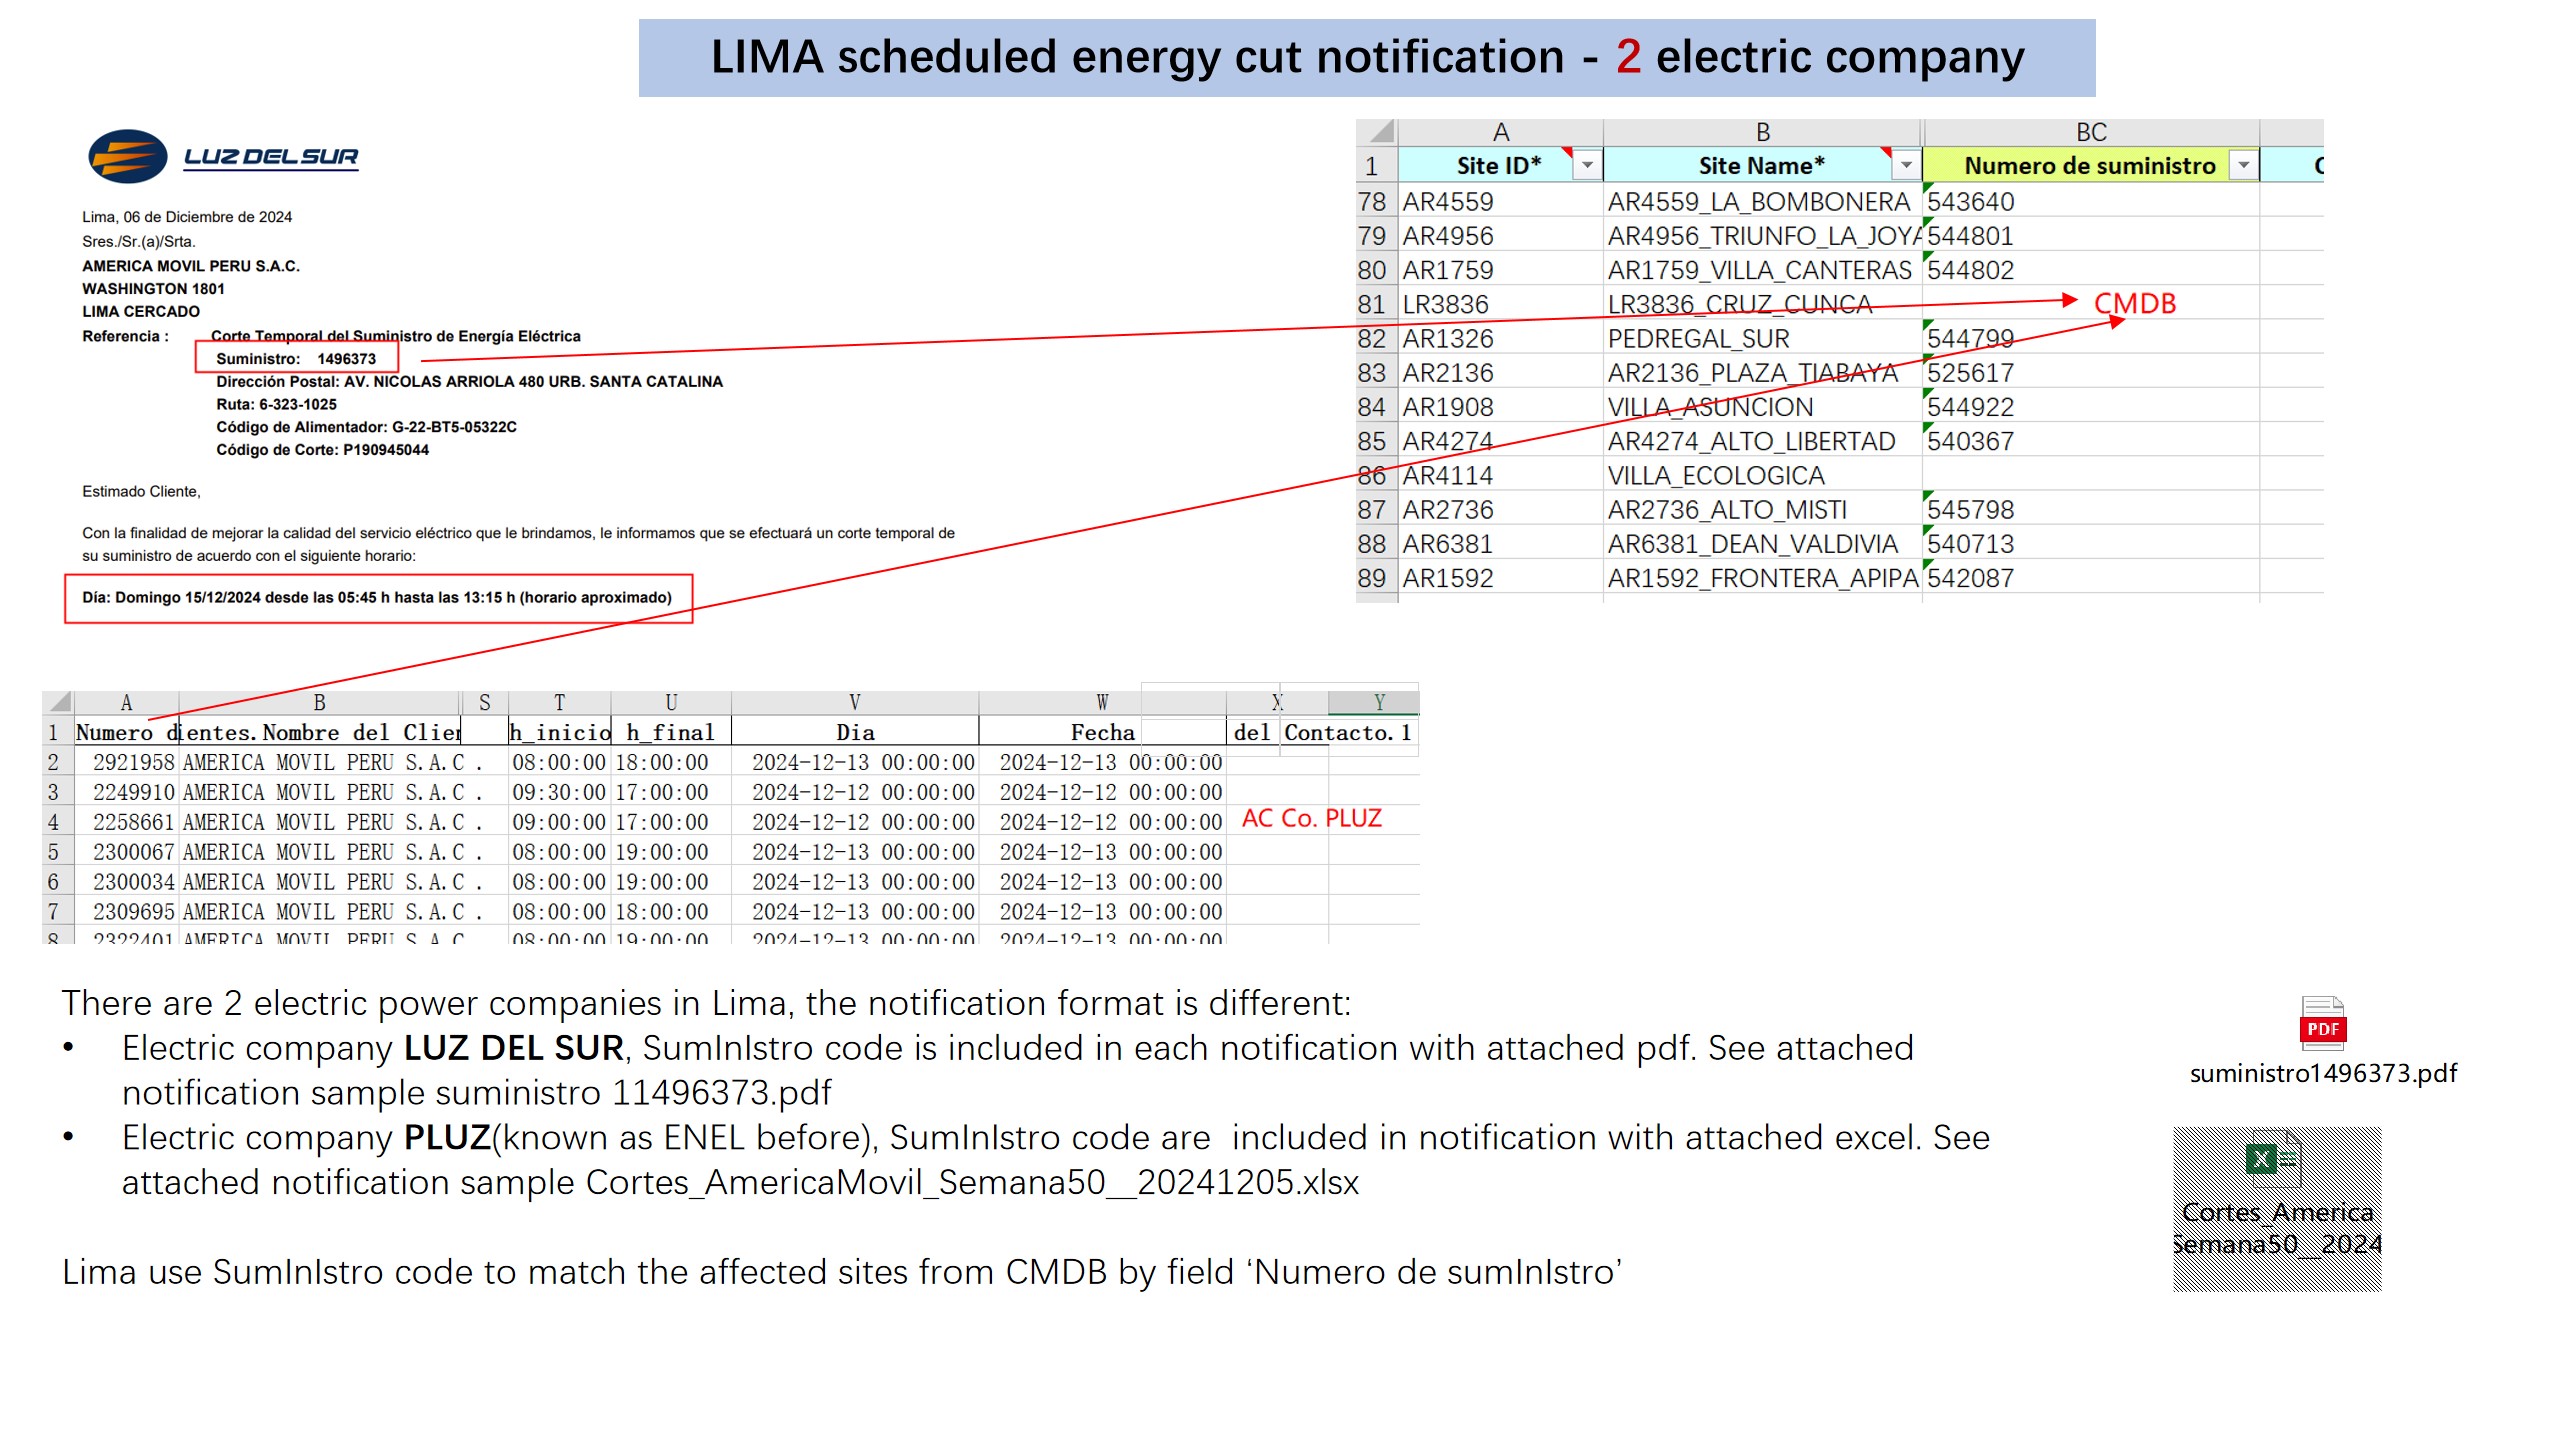 LIMA scheduled energy cut notification - 2 electric company
LUZ DEL SUR
Lima, 06 de Diciembre de 2024
Sres./Sr.(a)/Srta.
AMERICA MOVIL PERU S.A.C.
WASHINGTON 1801
LIMA CERCADO
Referencia : Corte Temporal del Suministro de Energía Eléctrica
Suministro: 1496373
Dirección Postal: AV. NICOLAS ARRIOLA 480 URB. SANTA CATALINA
Ruta: 6-323-1025
Código de Alimentador: G-22-BT5-05322C
Código de Corte: P190945044
Estimado Cliente,
Con la finalidad de mejorar la calidad del servicio eléctrico que le brindamos, le informamos que se efectuará un corte temporal de
su suministro de acuerdo con el siguiente horario:
Día: Domingo 15/12/2024 desde las 05:45 h hasta las 13:15 h (horario aproximado)
A B BC
1 Site ID* Site Name* Numero de suministro
78 AR4559 AR4559_LA_BOMBONERA 543640
79 AR4956 AR4956_TRIUNFO_LA_JOYA 544801
80 AR1759 AR1759_VILLA_CANTERAS 544802
81 LR3836 LR3836_CRUZ_CUNCA CMDB
82 AR1326 PEDREGAL_SUR 544799
83 AR2136 AR2136_PLAZA_TIABAYA 525617
84 AR1908 VILLA_ASUNCION 544922
85 AR4274 AR4274_ALTO_LIBERTAD 540367
86 AR4114 VILLA_ECOLOGICA
87 AR2736 AR2736_ALTO_MISTI 545798
88 AR6381 AR6381_DEAN_VALDIVIA 540713
89 AR1592 AR1592_FRONTERA_APIPA 542087
A B S T U V W X Y
1 Numero dientes.Nombre del Clien h_inicio h_final Dia Fecha del Contacto.1
2 2921958 AMERICA MOVIL PERU S.A.C. 08:00:00 18:00:00 2024-12-13 00:00:00 2024-12-13 00:00:00
3 2249910 AMERICA MOVIL PERU S.A.C. 09:30:00 17:00:00 2024-12-12 00:00:00 2024-12-12 00:00:00
4 2258661 AMERICA MOVIL PERU S.A.C. 09:00:00 17:00:00 2024-12-12 00:00:00 2024-12-12 00:00:00 AC Co. PLUZ
5 2300067 AMERICA MOVIL PERU S.A.C. 08:00:00 19:00:00 2024-12-13 00:00:00 2024-12-13 00:00:00
6 2300034 AMERICA MOVIL PERU S.A.C. 08:00:00 19:00:00 2024-12-13 00:00:00 2024-12-13 00:00:00
7 2309695 AMERICA MOVIL PERU S.A.C. 08:00:00 18:00:00 2024-12-13 00:00:00 2024-12-13 00:00:00
8 2322401 AMERICA MOVIL PERU S.A.C 08:00:00 19:00:00 2024-12-13 00:00:00 2024-12-13 00:00:00
There are 2 electric power companies in Lima, the notification format is different:
• Electric company LUZ DEL SUR, SumInIstro code is included in each notification with attached pdf. See attached
notification sample suministro 11496373.pdf
• Electric company PLUZ(known as ENEL before), SumInIstro code are included in notification with attached excel. See
attached notification sample Cortes_AmericaMovil_Semana50__20241205.xlsx
Lima use SumInIstro code to match the affected sites from CMDB by field ‘Numero de sumInIstro’
PDF
suministro1496373.pdf
X
Cortes_America
Semana50__2024